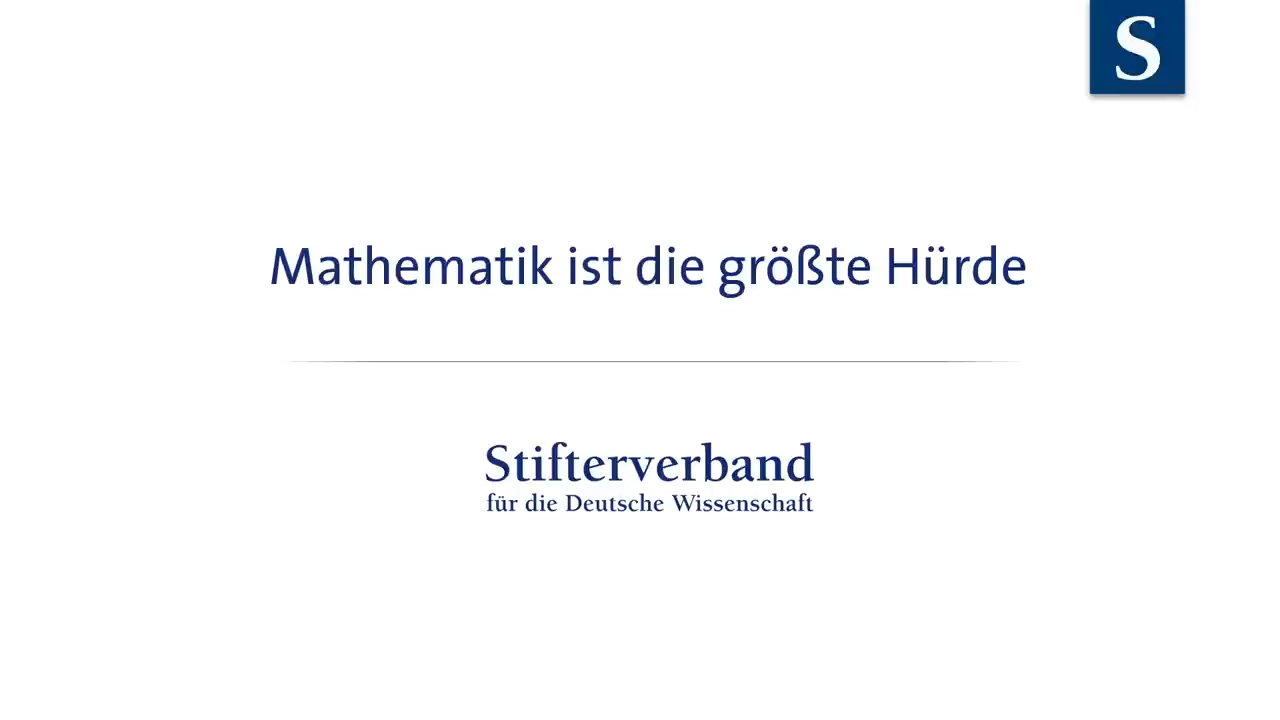 S
Mathematik ist die größte Hürde
Stifterverband
für die Deutsche Wissenschaft